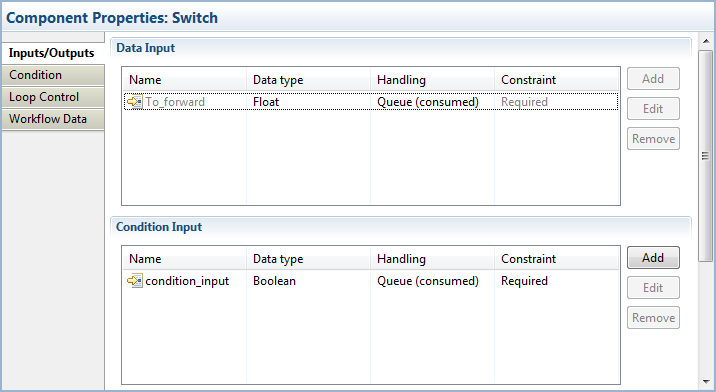 Component Properties: Switch
Inputs/Outputs
Condition
Loop Control
Workflow Data
Data Input
Name Data type Handling Constraint
To_forward Float Queue (consumed) Required
Add
Edit
Remove
Condition Input
Name Data type Handling Constraint
condition_input Boolean Queue (consumed) Required
Add
Edit
Remove